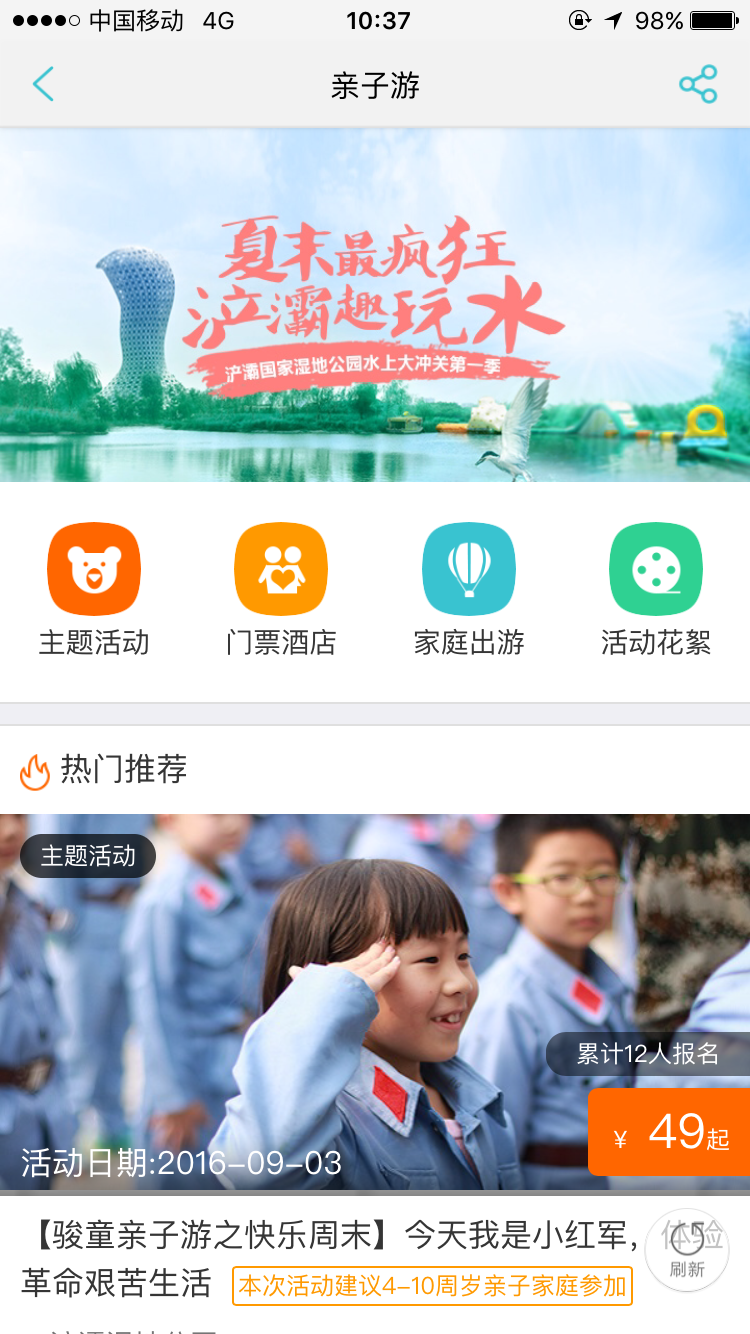 中国移动 4G 10:37 98%
亲子游
夏末最疯狂
浐灞趣玩水
浐灞国家湿地公园水上大冲关第一季
主题活动 门票酒店 家庭出游 活动花絮
热门推荐
主题活动
累计12人报名
¥ 49起
活动日期:2016-09-03
【骏童亲子游之快乐周末】今天我是小红军,体验
刷新
革命艰苦生活 本次活动建议4-10周岁亲子家庭参加